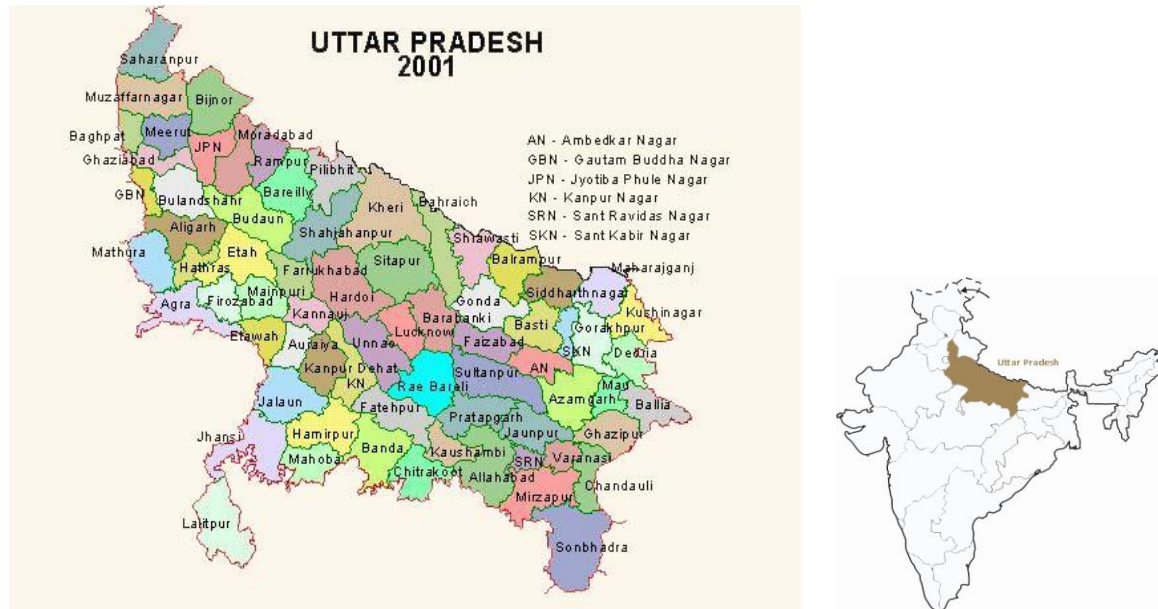 UTTAR PRADESH
2001
Saharanpur
Muzaffarnagar
Bijnor
Baghpat
Meerut
JPN
Moradabad
Ghaziabad
Rampur
Pilibhit
GBN
Bulandshahr
Bareilly
Budaun
Kheri
Bahraich
Aligarh
Shahjahanpur
Shrawasti
Mathura
Etah
Balrampur
Maharajganj
Hathras
Farrukhabad
Sitapur
Mainpuri
Siddharthnagar
Agra
Firozabad
Hardoi
Gonda
Kushinagar
Kannauj
Barabanki
Etawah
Lucknow
Basti
Gorakhpur
Auraiya
Unnao
Faizabad
SKN
Deoria
Kanpur Dehat
AN
KN
Rae Bareli
Sultanpur
Mau
Jalaun
Fatehpur
Azamgarh
Ballia
Pratapgarh
Jhansi
Hamirpur
Banda
Jaunpur
Ghazipur
Mahoba
Kaushambi
Chitrakoot
SRN
Varanasi
Allahabad
Chandauli
Mirzapur
Lalitpur
Sonbhadra
AN - Ambedkar Nagar
GBN - Gautam Buddha Nagar
JPN - Jyotiba Phule Nagar
KN - Kanpur Nagar
SRN - Sant Ravidas Nagar
SKN - Sant Kabir Nagar
Uttar Pradesh